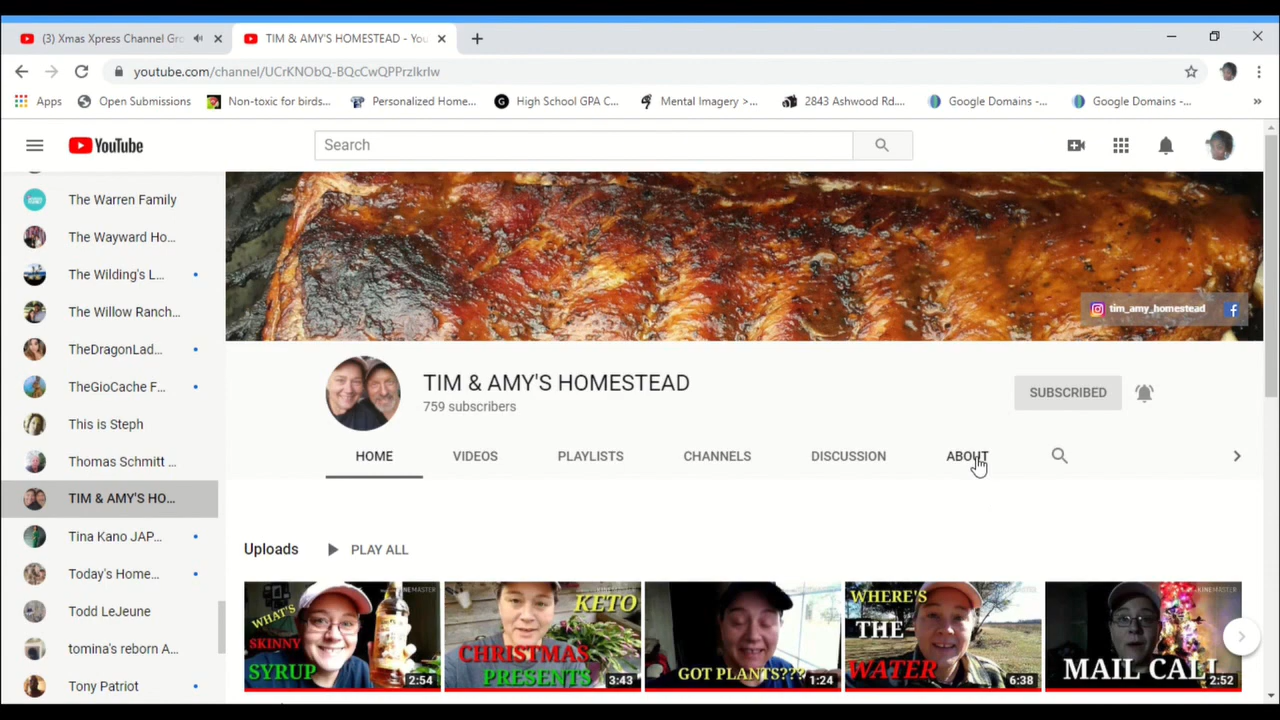 (3) Xmas Xpress Channel Gro
TIM & AMY'S HOMESTEAD - You
youtube.com/channel/UCrKNObQ-BQcCwQPPrzIkrIw
Apps
Open Submissions
Non-toxic for birds...
Personalized Home...
High School GPA C...
Mental Imagery >...
2843 Ashwood Rd....
Google Domains -...
Google Domains -...
YouTube
Search
The Warren Family
The Wayward Ho...
The Wilding's L...
The Willow Ranch...
TheDragonLad...
TheGioCache F...
This is Steph
Thomas Schmitt ...
TIM & AMY'S HO...
Tina Kano JAP...
Today's Home...
Todd LeJeune
tomina's reborn A...
Tony Patriot
tim_amy_homestead
TIM & AMY'S HOMESTEAD
759 subscribers
SUBSCRIBED
HOME
VIDEOS
PLAYLISTS
CHANNELS
DISCUSSION
ABOUT
Uploads
PLAY ALL
WHAT'S
SKINNY
SYRUP
2:54
KETO
CHRISTMAS
PRESENTS
3:43
GOT PLANTS???
1:24
WHERE'S
THE
WATER
6:38
MAIL CALL
2:52